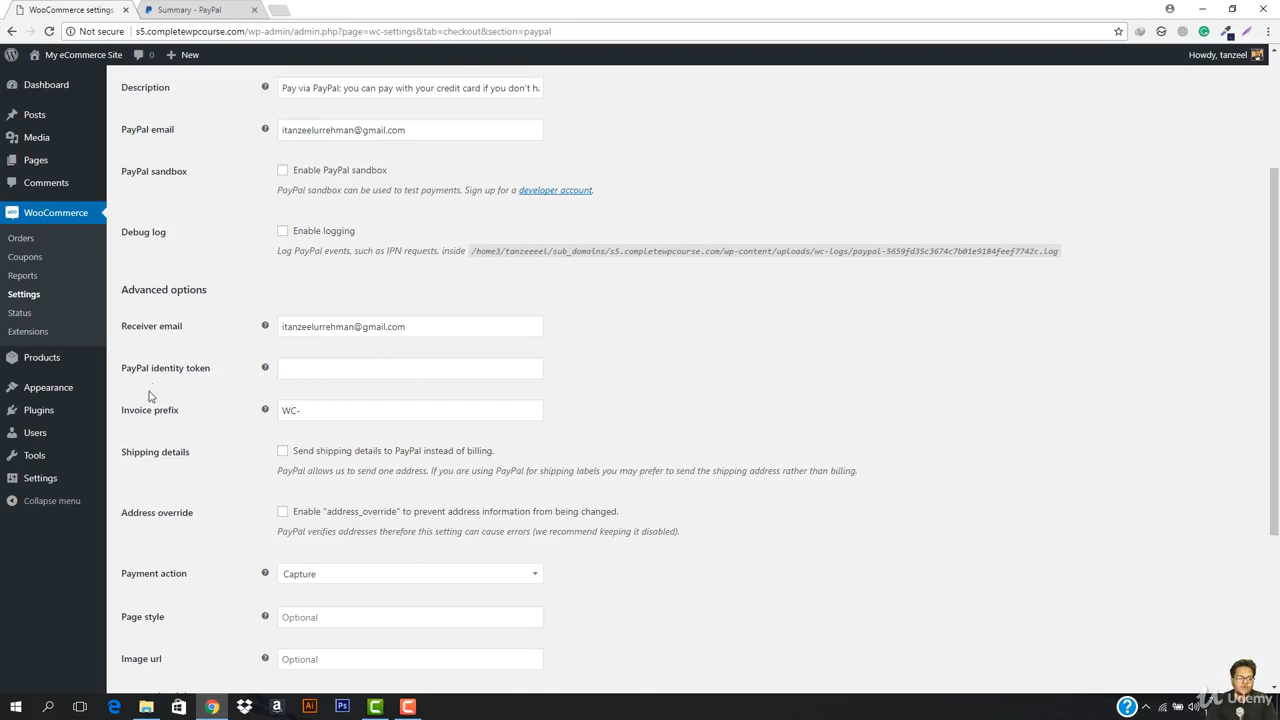 WooCommerce settings
Summary - PayPal
Not secure
s5.completewpcourse.com/wp-admin/admin.php?page=wc-settings&tab=checkout&section=paypal
My eCommerce Site
0
New
Howdy, tanzeel
Dashboard
Posts
Media
Pages
Comments
WooCommerce
Orders
Coupons
Reports
Settings
Status
Extensions
Products
Appearance
Plugins
Users
Tools
Settings
Collapse menu
Description
Pay via PayPal; you can pay with your credit card if you don't h
PayPal email
itanzeelurrehman@gmail.com
PayPal sandbox
Enable PayPal sandbox
PayPal sandbox can be used to test payments. Sign up for a developer account.
Debug log
Enable logging
Log PayPal events, such as IPN requests, inside /home3/tanzeeeel/sub_domains/s5.completewpcourse.com/wp-content/uploads/wc-logs/paypal-5659fd35c3674c7b01e9184feef7742c.log
Advanced options
Receiver email
itanzeelurrehman@gmail.com
PayPal identity token
Invoice prefix
WC-
Shipping details
Send shipping details to PayPal instead of billing.
PayPal allows us to send one address. If you are using PayPal for shipping labels you may prefer to send the shipping address rather than billing.
Address override
Enable "address_override" to prevent address information from being changed.
PayPal verifies addresses therefore this setting can cause errors (we recommend keeping it disabled).
Payment action
Capture
Page style
Optional
Image url
Optional
Udemy